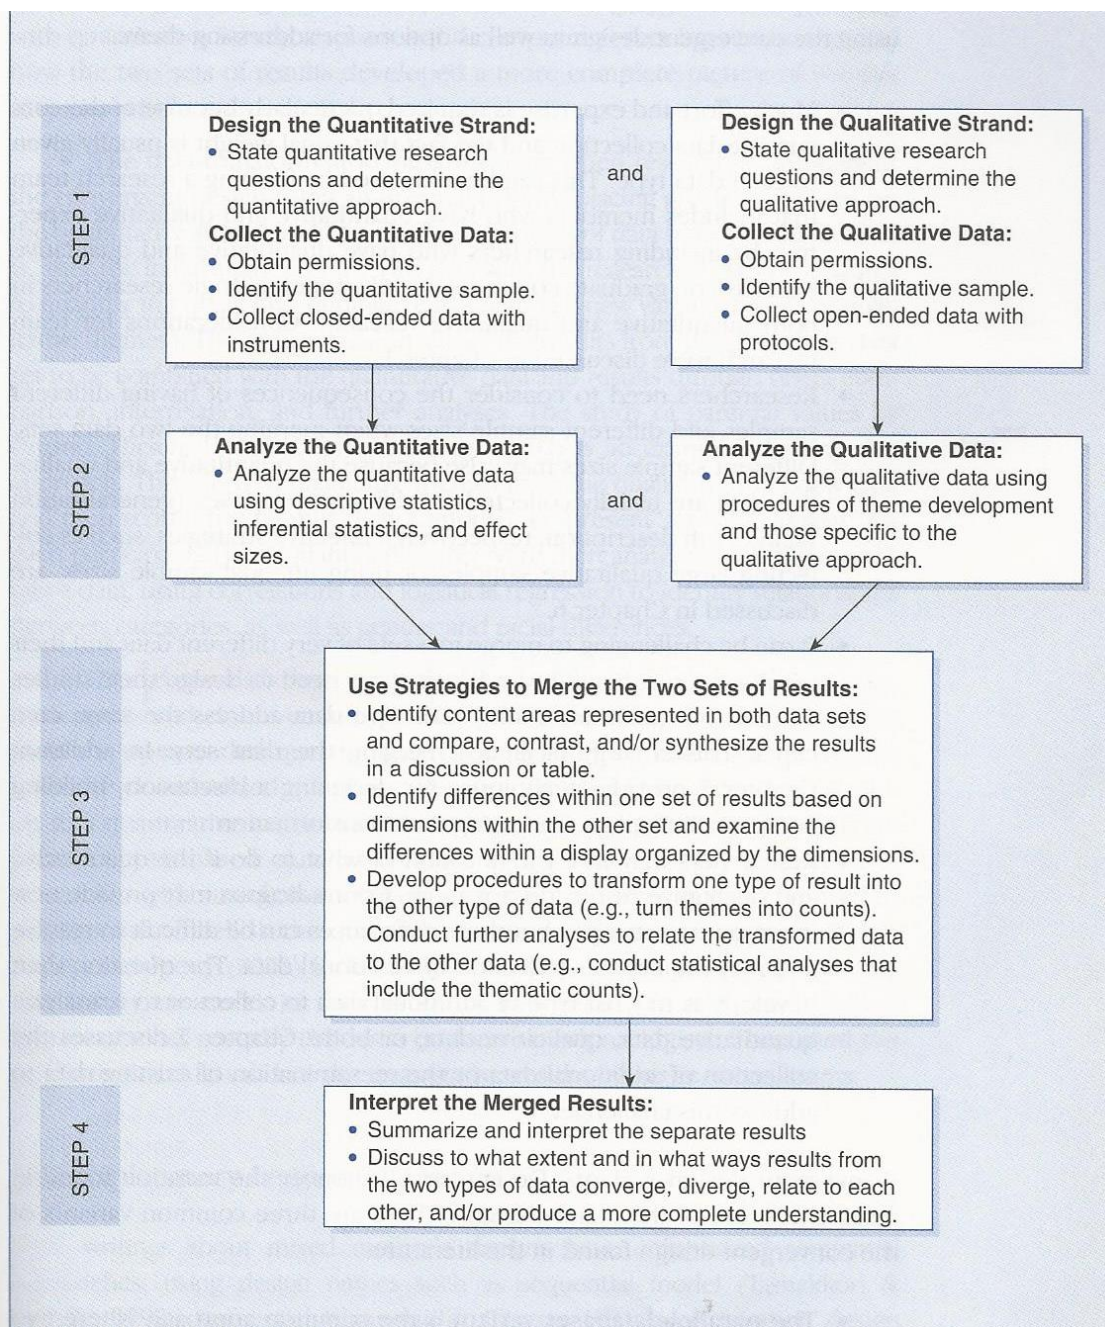 STEP 1
Design the Quantitative Strand:
• State quantitative research
questions and determine the
quantitative approach.
Collect the Quantitative Data:
• Obtain permissions.
• Identify the quantitative sample.
• Collect closed-ended data with
instruments.
and
Design the Qualitative Strand:
• State qualitative research
questions and determine the
qualitative approach.
Collect the Qualitative Data:
• Obtain permissions.
• Identify the qualitative sample.
• Collect open-ended data with
protocols.
STEP 2
Analyze the Quantitative Data:
• Analyze the quantitative data
using descriptive statistics,
inferential statistics, and effect
sizes.
and
Analyze the Qualitative Data:
• Analyze the qualitative data using
procedures of theme development
and those specific to the
qualitative approach.
STEP 3
Use Strategies to Merge the Two Sets of Results:
• Identify content areas represented in both data sets
and compare, contrast, and/or synthesize the results
in a discussion or table.
• Identify differences within one set of results based on
dimensions within the other set and examine the
differences within a display organized by the dimensions.
• Develop procedures to transform one type of result into
the other type of data (e.g., turn themes into counts).
Conduct further analyses to relate the transformed data
to the other data (e.g., conduct statistical analyses that
include the thematic counts).
STEP 4
Interpret the Merged Results:
• Summarize and interpret the separate results
• Discuss to what extent and in what ways results from
the two types of data converge, diverge, relate to each
other, and/or produce a more complete understanding.